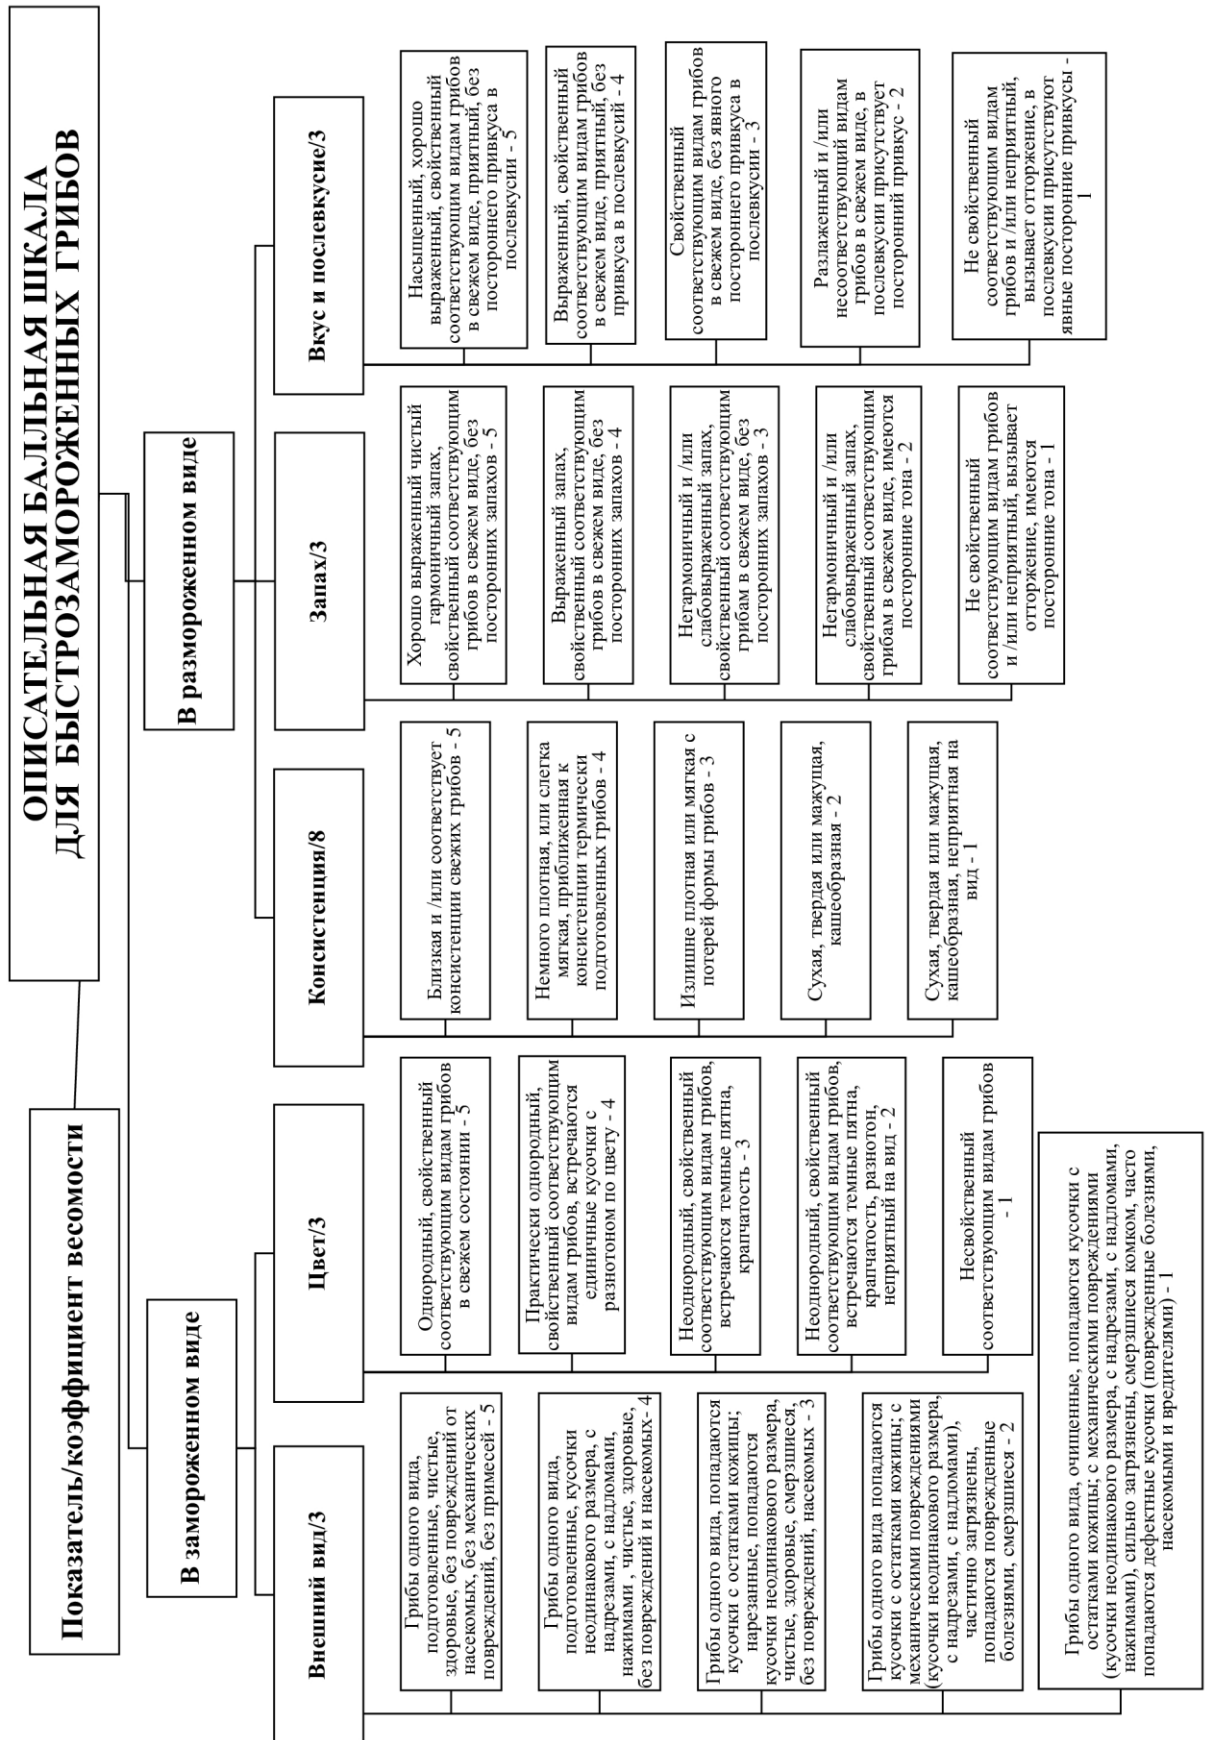 ОПИСАТЕЛЬНАЯ БАЛЛЬНАЯ ШКАЛА
ДЛЯ БЫСТРОЗАМОРОЖЕННЫХ ГРИБОВ
Показатель/коэффициент весомости
В замороженном виде
Внешний вид/3
Грибы одного вида,
подготовленные, чистые,
здоровые, без повреждений от
насекомых, без механических
повреждений, без примесей - 5
Грибы одного вида,
подготовленные, кусочки
неодинакового размера, с
надрезами, с надломами,
нажимами , чистые, здоровые,
без повреждений и насекомых- 4
Грибы одного вида, попадаются
кусочки с остатками кожицы;
нарезанные, попадаются
кусочки неодинакового размера,
чистые, здоровые, смерзшиеся,
без повреждений, насекомых - 3
Грибы одного вида попадаются
кусочки с остатками кожицы; с
механическими повреждениями
(кусочки неодинакового размера,
с надрезами, с надломами),
частично загрязнены,
попадаются поврежденные
болезнями, смерзшиеся - 2
Грибы одного вида, очищенные, попадаются кусочки с
остатками кожицы; с механическими повреждениями
(кусочки неодинакового размера, с надрезами, с надломами,
нажимами), сильно загрязнены, смерзшиеся комком, часто
попадаются дефектные кусочки (поврежденные болезнями,
насекомыми и вредителями) - 1
Цвет/3
Однородный, свойственный
соответствующим видам грибов
в свежем состоянии - 5
Практически однородный,
свойственный соответствующим
видам грибов, встречаются
единичные кусочки с
разнотоном по цвету - 4
Неоднородный, свойственный
соответствующим видам грибов,
встречаются темные пятна,
крапчатость - 3
Неоднородный, свойственный
соответствующим видам грибов,
встречаются темные пятна,
крапчатость, разнотон,
неприятный на вид - 2
Несвойственный
соответствующим видам грибов
- 1
В размороженном виде
Консистенция/8
Близкая и /или соответствует
консистенции свежих грибов - 5
Немного плотная, или слегка
мягкая, приближенная к
консистенции термически
подготовленных грибов - 4
Излишне плотная или мягкая с
потерей формы грибов - 3
Сухая, твердая или мажущая,
кашеобразная - 2
Сухая, твердая или мажущая,
кашеобразная, неприятная на
вид - 1
Запах/3
Хорошо выраженный чистый
гармоничный запах,
свойственный соответствующим
грибов в свежем виде, без
посторонних запахов - 5
Выраженный запах,
свойственный соответствующим
грибов в свежем виде, без
посторонних запахов - 4
Негармоничный и /или
слабовыраженный запах,
свойственный соответствующим
грибам в свежем виде, без
посторонних запахов - 3
Негармоничный и /или
слабовыраженный запах,
свойственный соответствующим
грибам в свежем виде, имеются
посторонние тона - 2
Не свойственный
соответствующим видам грибов
и /или неприятный, вызывает
отторжение, имеются
посторонние тона - 1
Вкус и послевкусие/3
Насыщенный, хорошо
выраженный, свойственный
соответствующим видам грибов
в свежем виде, приятный, без
постороннего привкуса в
послевкусии - 5
Выраженный, свойственный
соответствующим видам грибов
в свежем виде, приятный, без
привкуса в послевкусий - 4
Свойственный
соответствующим видам грибов
в свежем виде, без явного
постороннего привкуса в
послевкусии - 3
Разлаженный и /или
несоответствующий видам
грибов в свежем виде, в
послевкусии присутствует
посторонний привкус - 2
Не свойственный
соответствующим видам
грибов и /или неприятный,
вызывает отторжение, в
послевкусии присутствуют
явные посторонние привкусы -
1